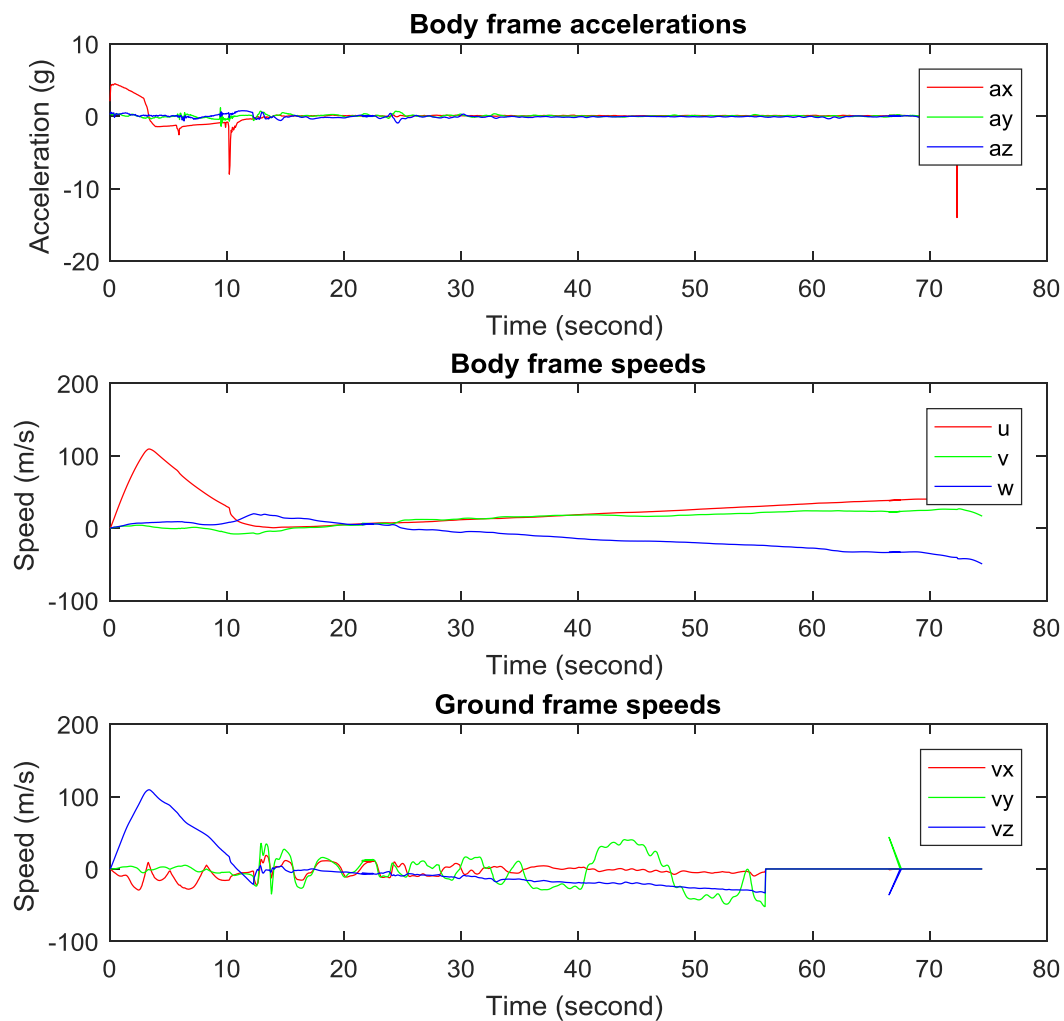 Body frame accelerations
Acceleration (g)
10
0
-10
-20
ax
ay
az
0 10 20 30 40 50 60 70 80
Time (second)
Body frame speeds
Speed (m/s)
200
100
0
-100
u
v
w
0 10 20 30 40 50 60 70 80
Time (second)
Ground frame speeds
Speed (m/s)
200
100
0
-100
vx
vy
vz
0 10 20 30 40 50 60 70 80
Time (second)